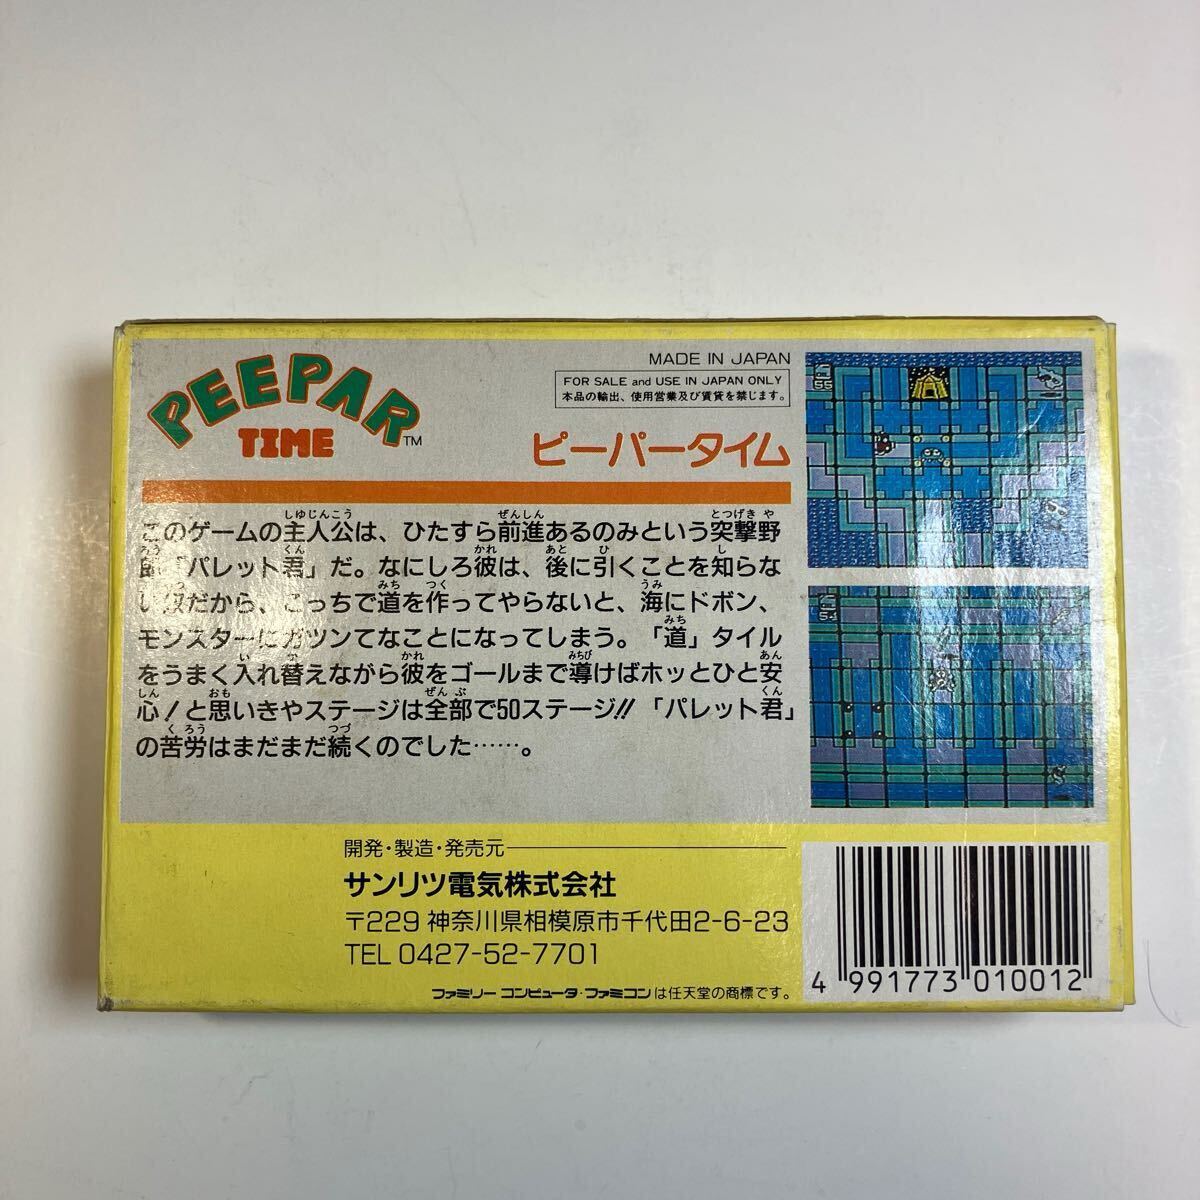 PEEPAR
TIME
TM
MADE IN JAPAN
FOR SALE and USE IN JAPAN ONLY
本品の輸出、使用営業及び賃貸を禁じます。
ピーパータイム
このゲームの主人公は、ひたすら前進あるのみという突撃野
郎「パレット君」だ。なにしろ彼は、後に引くことを知らな
い奴だから、こっちで道を作ってやらないと、海にドボン、
モンスターにガツンてなことになってしまう。「道」タイル
をうまく入れ替えながら彼をゴールまで導けばホッとひと安
心!と思いきやステージは全部で50ステージ!!「パレット君」
の苦労はまだまだ続くのでした……。
開発・製造・発売元
サンリツ電気株式会社
〒229 神奈川県相模原市千代田2-6-23
TEL 0427-52-7701
ファミリー コンピュータ・ファミコンは任天堂の商標です。
4 991773 010012